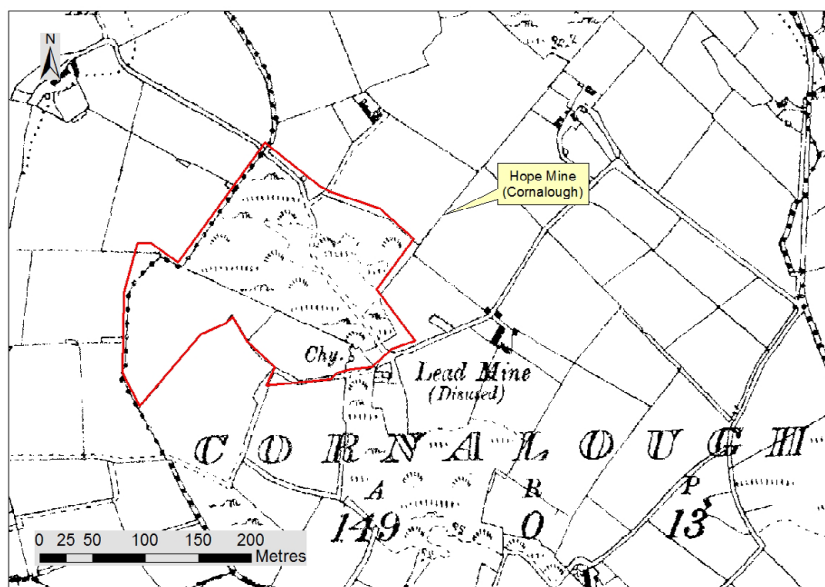 N
Hope Mine
(Cornalough)
Chy.
Lead Mine
(Disused)
CORNALOUGH
A R P
149 0 13
0 25 50 100 150 200
Metres